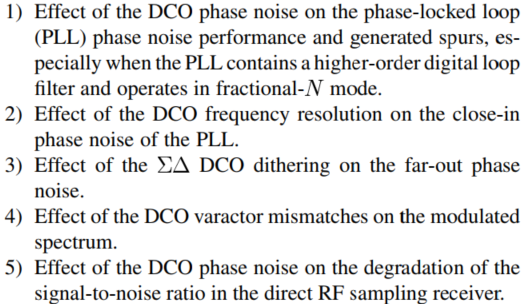 1) Effect of the DCO phase noise on the phase-locked loop
(PLL) phase noise performance and generated spurs, es-
pecially when the PLL contains a higher-order digital loop
filter and operates in fractional-N mode.
2) Effect of the DCO frequency resolution on the close-in
phase noise of the PLL.
3) Effect of the ΣΔ DCO dithering on the far-out phase
noise.
4) Effect of the DCO varactor mismatches on the modulated
spectrum.
5) Effect of the DCO phase noise on the degradation of the
signal-to-noise ratio in the direct RF sampling receiver.